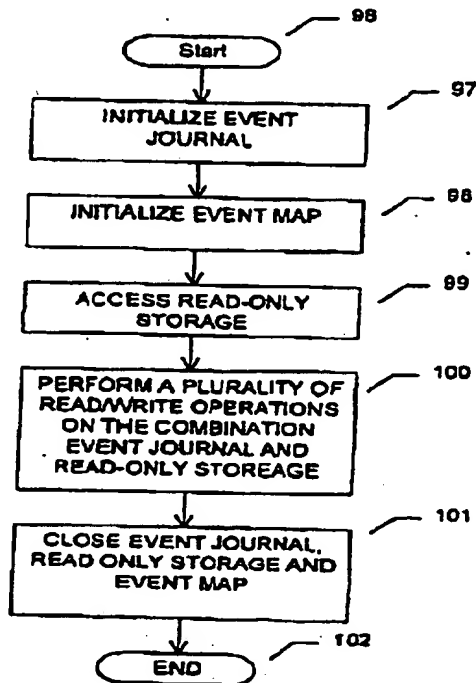 98
Start
97
INITIALIZE EVENT
JOURNAL
98
INITIALIZE EVENT MAP
99
ACCESS READ-ONLY
STORAGE
100
PERFORM A PLURALITY OF
READ/WRITE OPERATIONS
ON THE COMBINATION
EVENT JOURNAL AND
READ-ONLY STOREAGE
101
CLOSE EVENT JOURNAL,
READ ONLY STORAGE AND
EVENT MAP
102
END